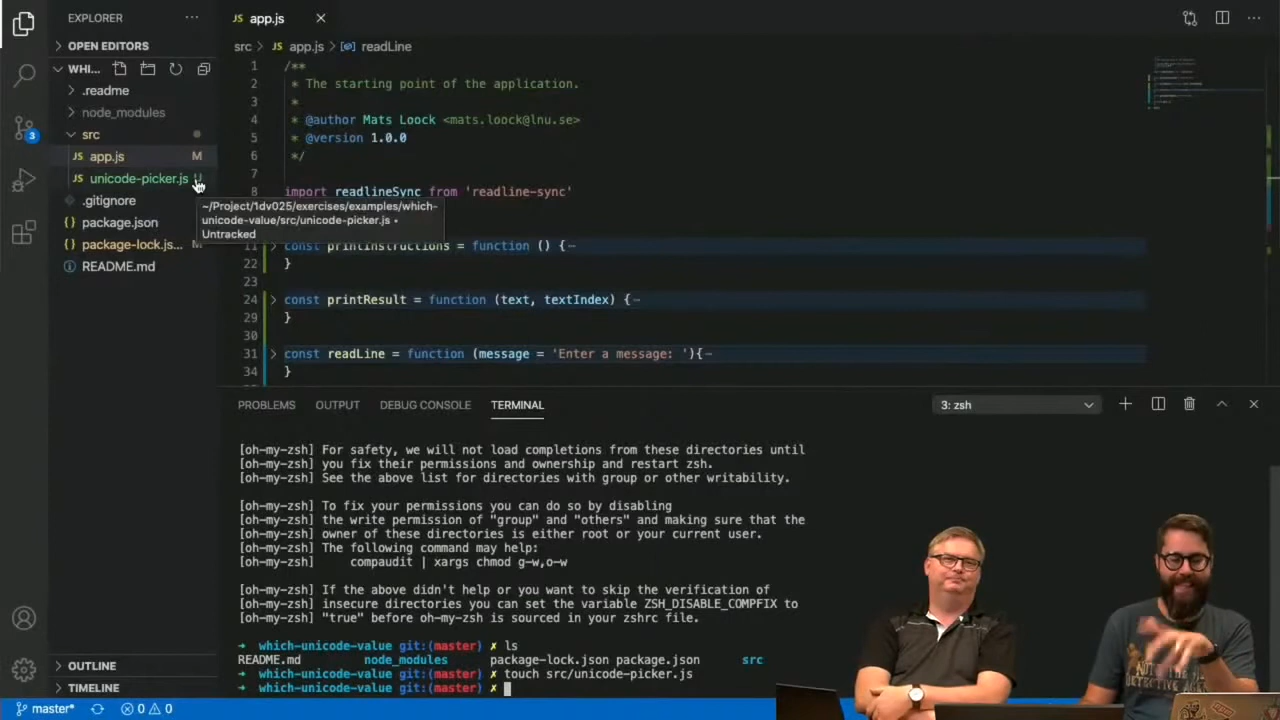 EXPLORER
OPEN EDITORS
WHI...
.readme
node_modules
src
JS app.js M
JS unicode-picker.js U
.gitignore
{} package.json
{} package-lock.js... M
README.md
OUTLINE
TIMELINE
3
JS app.js
src > JS app.js > readLine
1 /**
2 * The starting point of the application.
3 *
4 * @author Mats Loock <mats.loock@lnu.se>
5 * @version 1.0.0
6 */
7
8 import readlineSync from 'readline-sync'
~/Project/1dv025/exercises/examples/which-
unicode-value/src/unicode-picker.js •
Untracked
11 const printInstructions = function () {
22 }
23
24 const printResult = function (text, textIndex) {
29 }
30
31 const readLine = function (message = 'Enter a message: '){
34 }
PROBLEMS OUTPUT DEBUG CONSOLE TERMINAL 3: zsh
[oh-my-zsh] For safety, we will not load completions from these directories until
[oh-my-zsh] you fix their permissions and ownership and restart zsh.
[oh-my-zsh] See the above list for directories with group or other writability.
[oh-my-zsh] To fix your permissions you can do so by disabling
[oh-my-zsh] the write permission of "group" and "others" and making sure that the
[oh-my-zsh] owner of these directories is either root or your current user.
[oh-my-zsh] The following command may help:
[oh-my-zsh] compaudit | xargs chmod g-w,o-w
[oh-my-zsh] If the above didn't help or you want to skip the verification of
[oh-my-zsh] insecure directories you can set the variable ZSH_DISABLE_COMPFIX to
[oh-my-zsh] "true" before oh-my-zsh is sourced in your zshrc file.
➜ which-unicode-value git:(master) ✗ ls
README.md node_modules package-lock.json package.json src
➜ which-unicode-value git:(master) ✗ touch src/unicode-picker.js
➜ which-unicode-value git:(master) ✗
master* 0 0